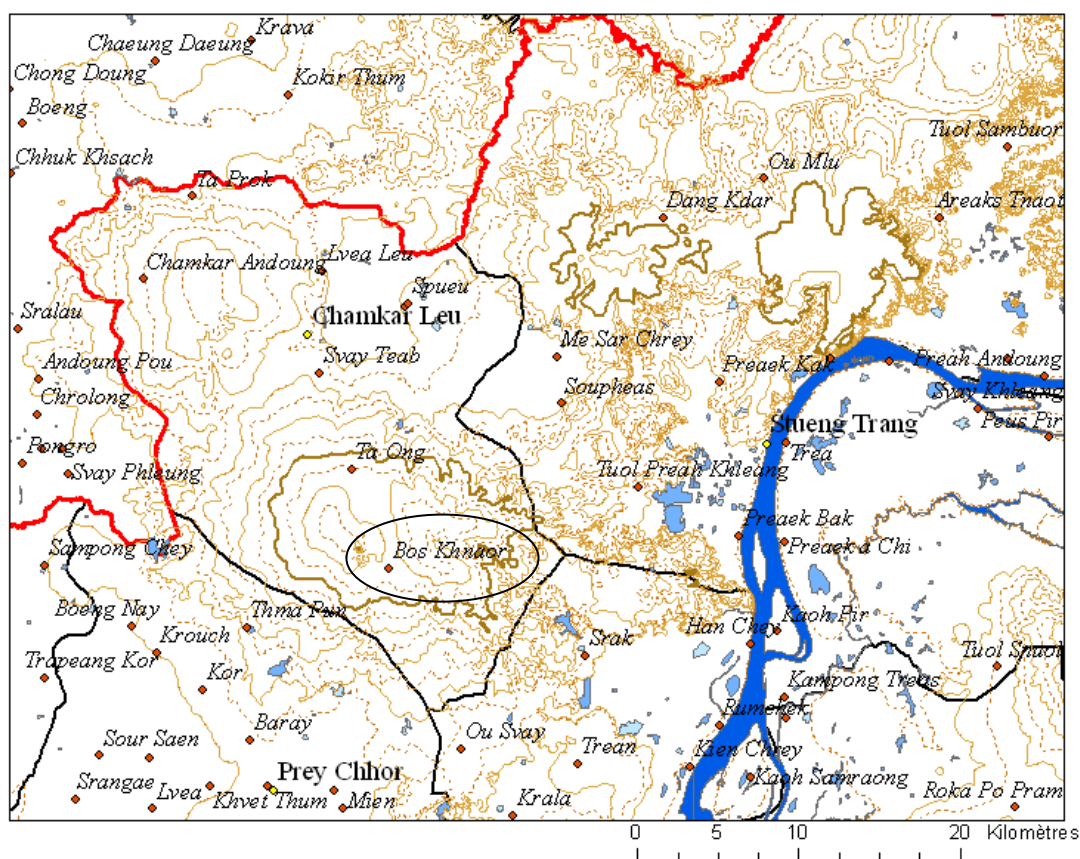 Krava
Chaeung Daeung
Chong Doung
Kokir Thum
Boeng
Tuol Sambuor
Chhuk Khsach
Ou Mlu
Ta Prok
Dang Kdar
Areaks Tnaot
Chamkar Andoung
Lvea Leu
Spueu
Chamkar Leu
Sralau
Me Sar Chrey
Svay Teab
Andoung Pou
Preaek Kak
Preah Andoung
Soupheas
Svay Khleang
Chrolong
Peus Pir
Stueng Trang
Trea
Pongro
Ta Ong
Svay Phleung
Tuol Preah Khleang
Preaek Bak
Sampong Chey
Bos Khnaor
Preaek a Chi
Boeng Nay
Thma Pun
Kaoh Pir
Krouch
Han Chey
Srak
Tuol Snuol
Trapeang Kor
Kor
Kampong Treas
Rumchek
Baray
Ou Svay
Sour Saen
Trean
Kien Chrey
Prey Chhor
Kaoh Samraong
Srangae
Lvea
Khvet Thum
Mien
Krala
Roka Po Pram
0 5 10 20 Kilomètres